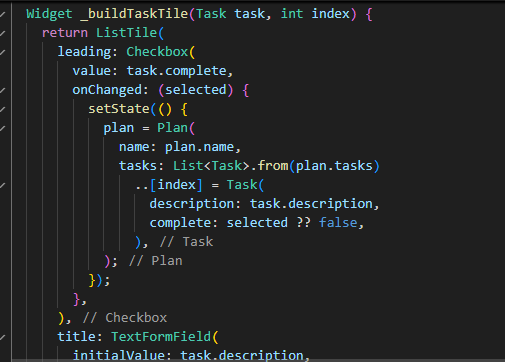 Widget _buildTaskTile(Task task, int index) {
return ListTile(
leading: Checkbox(
value: task.complete,
onChanged: (selected) {
setState(() {
plan = Plan(
name: plan.name,
tasks: List<Task>.from(plan.tasks)
..[index] = Task(
description: task.description,
complete: selected ?? false,
), // Task
); // Plan
});
},
), // Checkbox
title: TextFormField(
initialValue: task.description,